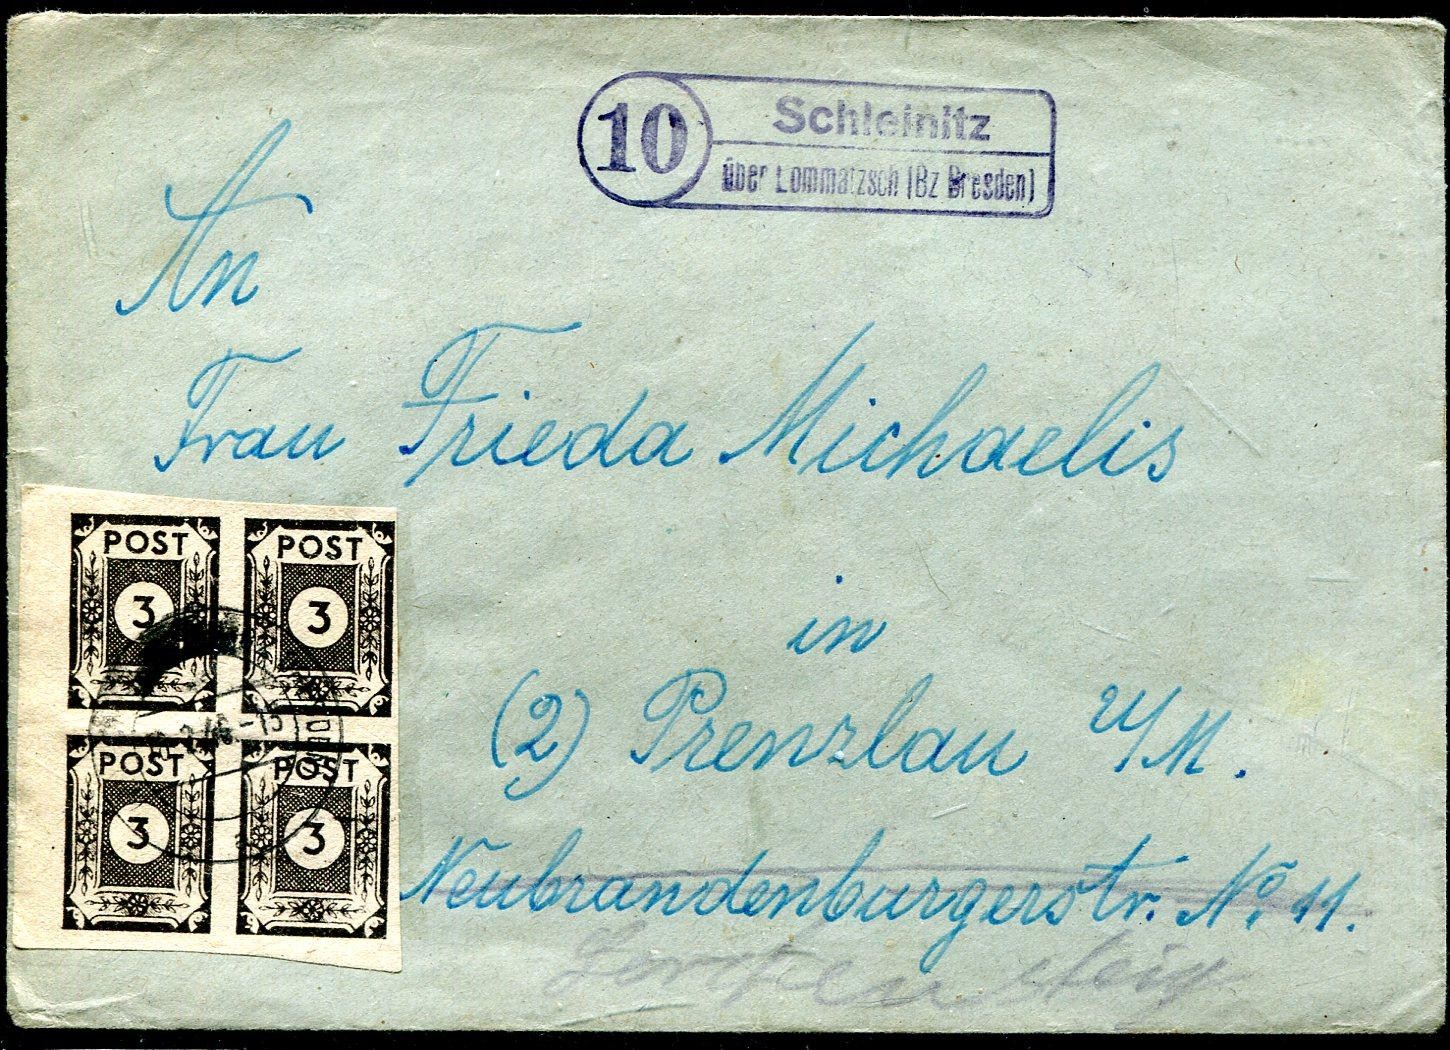 10
Schleinitz
über Lommatzsch (Bz Dresden)
An
Frau Frieda Michaelis
in
(2) Prenzlau U/M.
Neubrandenburgerstr. No. 11.
POST
3
POST
3
POST
3
POST
3